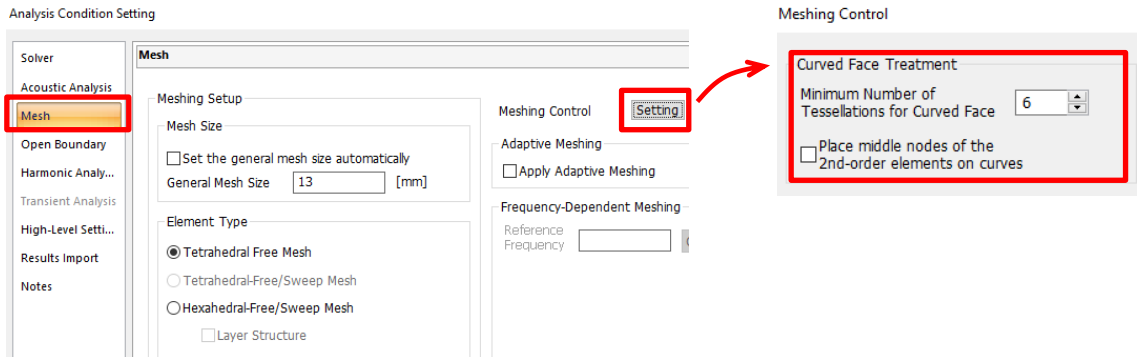 Analysis Condition Setting
Solver
Acoustic Analysis
Mesh
Open Boundary
Harmonic Analy...
Transient Analysis
High-Level Setti...
Results Import
Notes
Mesh
Meshing Setup
Mesh Size
Set the general mesh size automatically
General Mesh Size 13 [mm]
Element Type
Tetrahedral Free Mesh
Tetrahedral-Free/Sweep Mesh
Hexahedral-Free/Sweep Mesh
Layer Structure
Meshing Control Setting
Adaptive Meshing
Apply Adaptive Meshing
Frequency-Dependent Meshing
Reference
Frequency
Meshing Control
Curved Face Treatment
Minimum Number of
Tessellations for Curved Face 6
Place middle nodes of the
2nd-order elements on curves